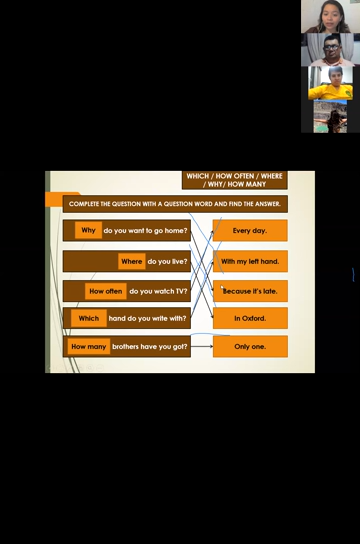 WHICH / HOW OFTEN / WHERE
/ WHY/ HOW MANY
COMPLETE THE QUESTION WITH A QUESTION WORD AND FIND THE ANSWER.
Why do you want to go home?
Every day.
Where do you live?
With my left hand.
How often do you watch TV?
Because it's late.
Which hand do you write with?
In Oxford.
How many brothers have you got?
Only one.